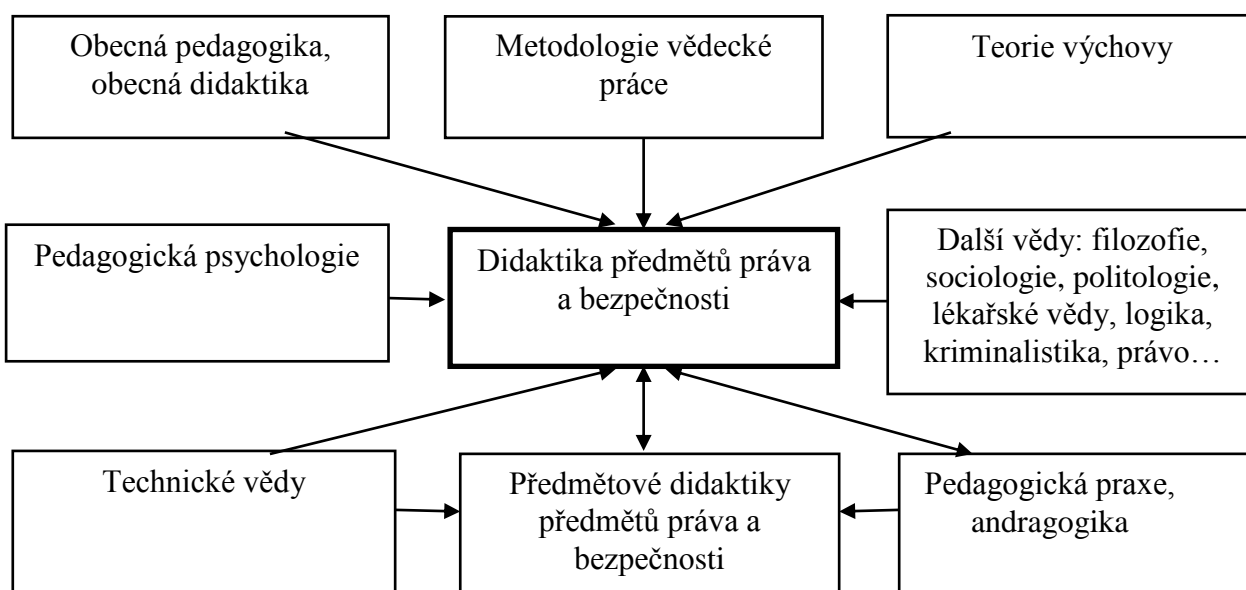 Obecná pedagogika,
obecná didaktika
Metodologie vědecké
práce
Teorie výchovy
Pedagogická psychologie
Didaktika předmětů práva
a bezpečnosti
Další vědy: filozofie,
sociologie, politologie,
lékařské vědy, logika,
kriminalistika, právo…
Technické vědy
Předmětové didaktiky
předmětů práva a
bezpečnosti
Pedagogická praxe,
andragogika